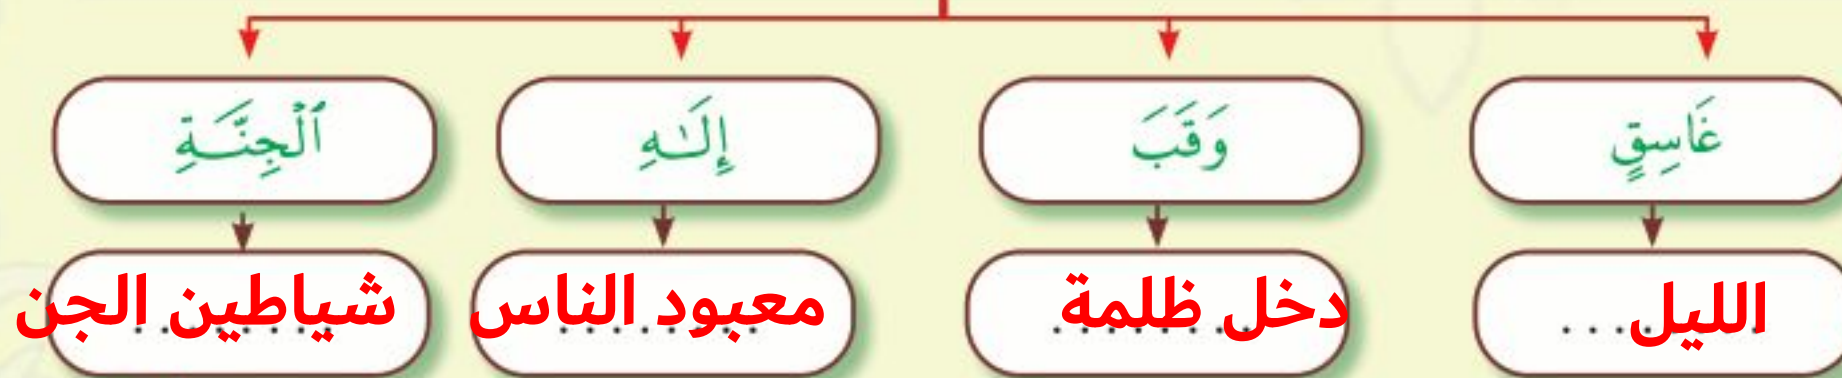 غَاسِقٍ
وَقَبَ
إِلَٰهِ
ٱلْجِنَّةِ
الليل....
دخل ظلمة
معبود الناس
شياطين الجن